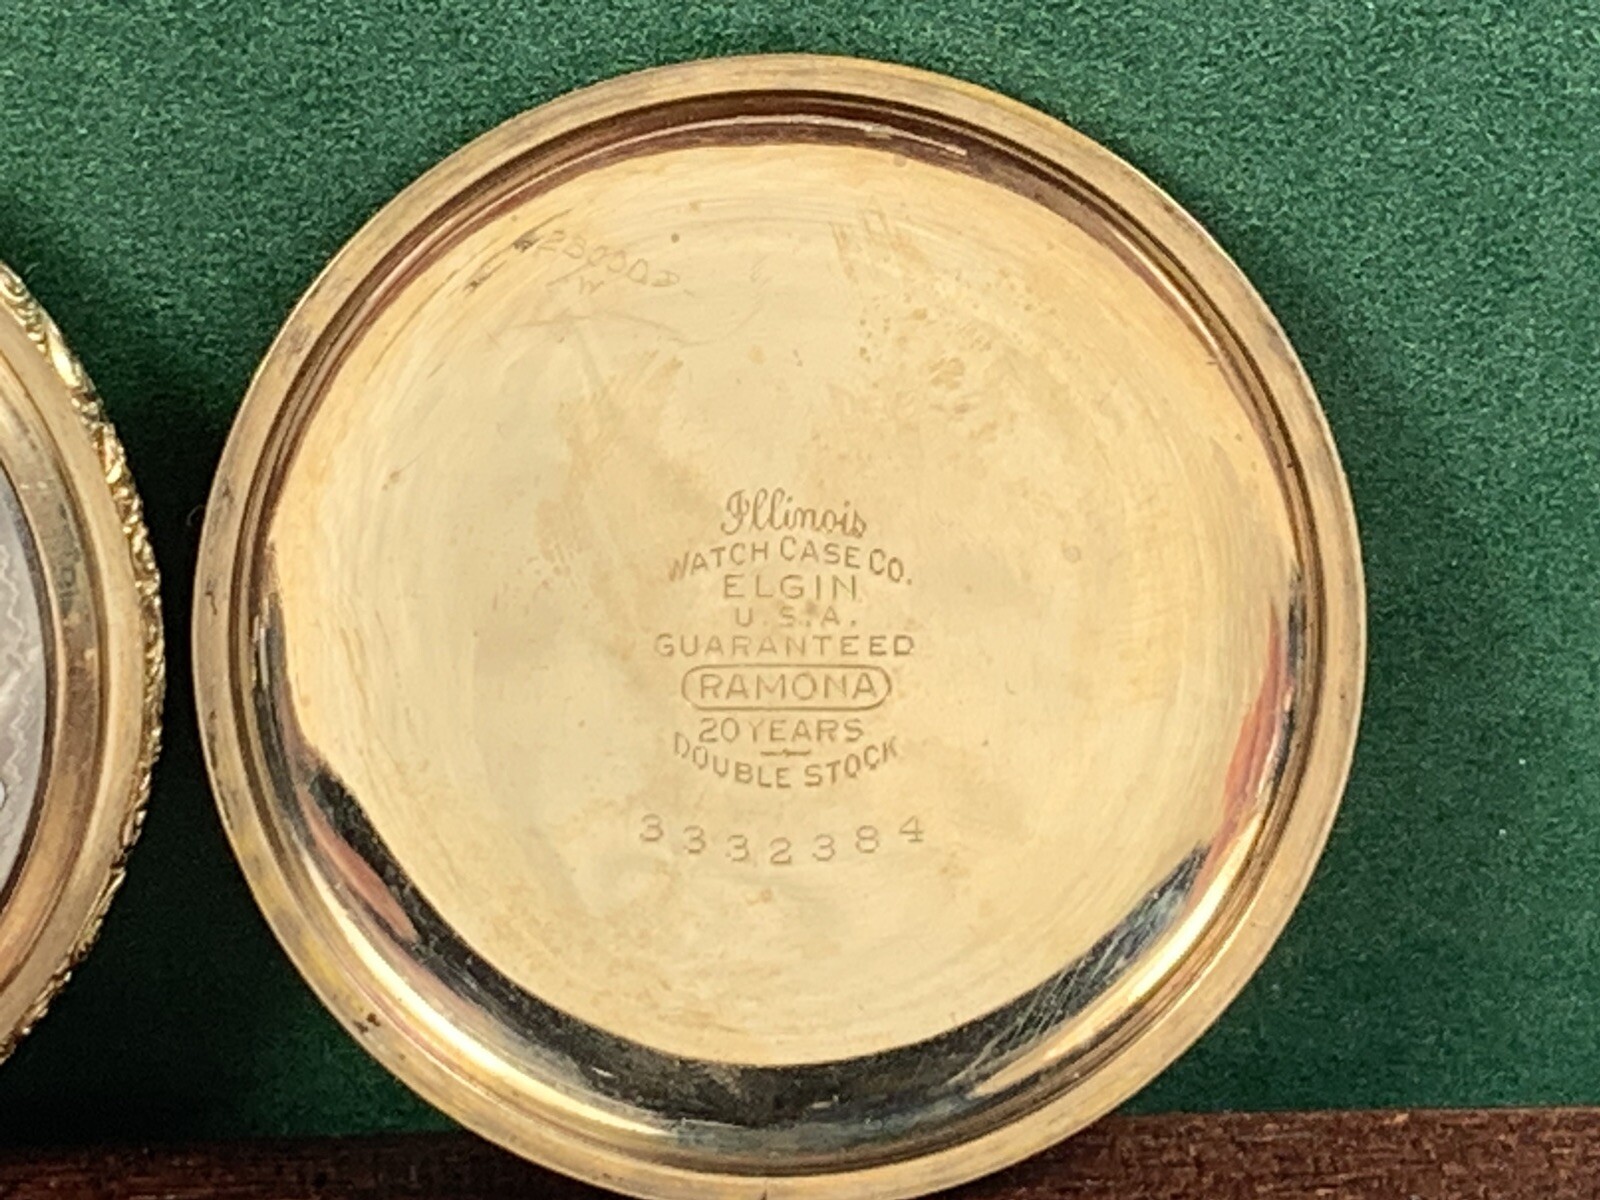 Illinois
WATCH CASE CO.
ELGIN
U.S.A.
GUARANTEED
RAMONA
20 YEARS
DOUBLE STOCK
3332384